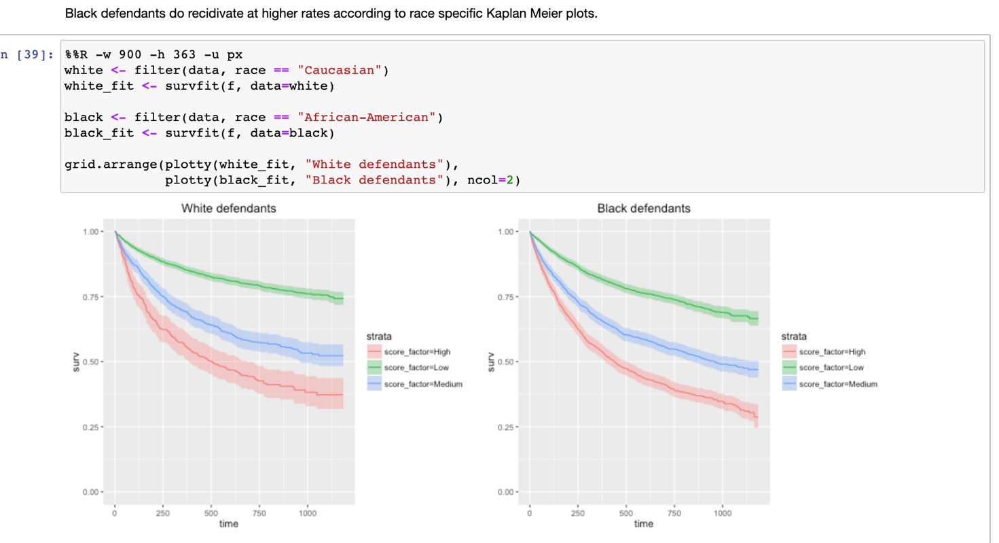 Black defendants do recidivate at higher rates according to race specific Kaplan Meier plots.
n [39]:
%%R -w 900 -h 363 -u px
white <- filter(data, race == "Caucasian")
white_fit <- survfit(f, data=white)
black <- filter(data, race == "African-American")
black_fit <- survfit(f, data=black)
grid.arrange(plotty(white_fit, "White defendants"),
plotty(black_fit, "Black defendants"), ncol=2)
White defendants
1.00
0.75
0.50
0.25
0.00
surv
0 250 500 750 1000
time
strata
score_factor=High
score_factor=Low
score_factor=Medium
Black defendants
1.00
0.75
0.50
0.25
0.00
surv
0 250 500 750 1000
time
strata
score_factor=High
score_factor=Low
score_factor=Medium